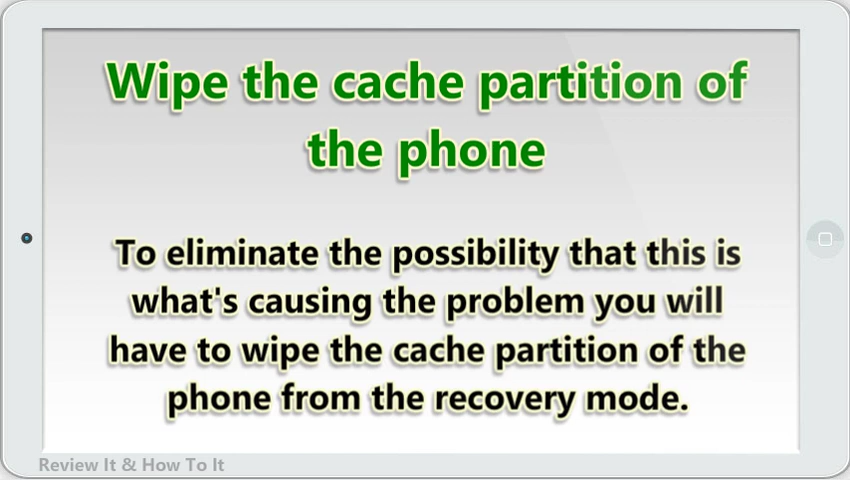 Wipe the cache partition of
the phone
To eliminate the possibility that this is
what's causing the problem you will
have to wipe the cache partition of the
phone from the recovery mode.
Review It & How To It